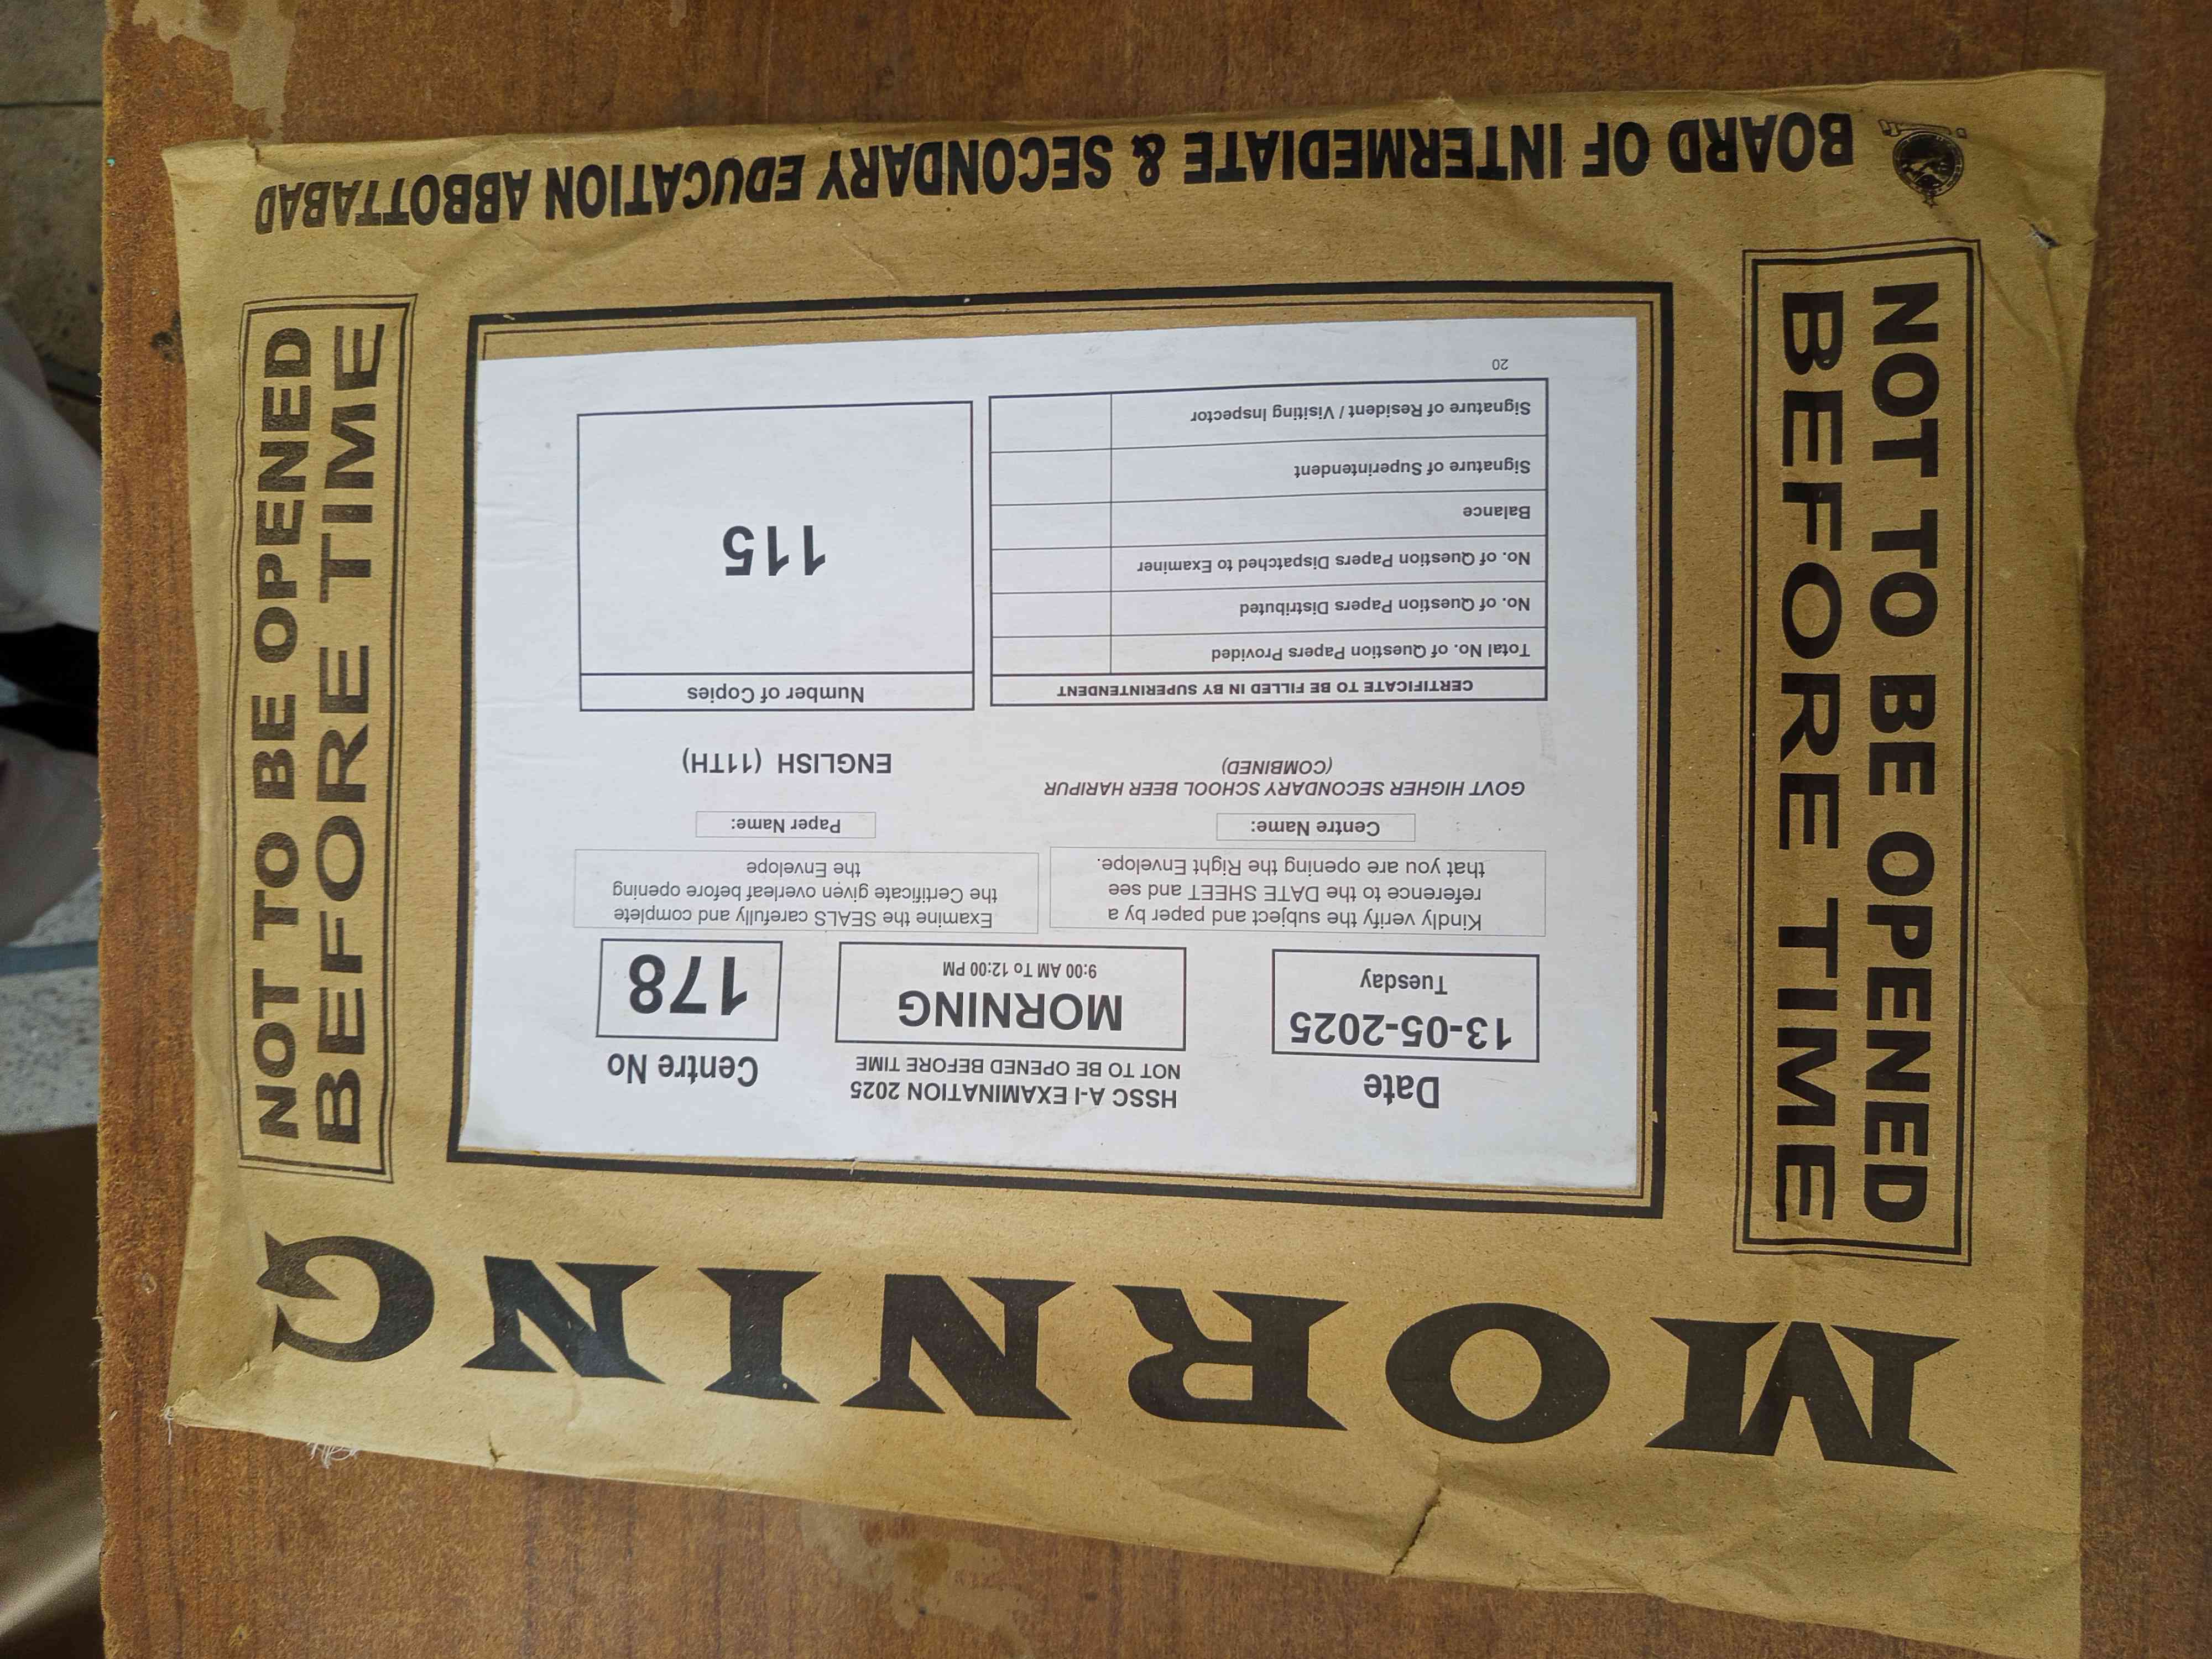 MORNING
NOT TO BE OPENED
BEFORE TIME
Date
13-05-2025
Tuesday
HSSC A-I EXAMINATION 2025
NOT TO BE OPENED BEFORE TIME
MORNING
9:00 AM To 12:00 PM
Centre No
178
Kindly verify the subject and paper by a
reference to the DATE SHEET and see
that you are opening the Right Envelope.
Examine the SEALS carefully and complete
the Certificate given overleaf before opening
the Envelope
Centre Name:
GOVT HIGHER SECONDARY SCHOOL BEER HARIPUR
(COMBINED)
Paper Name:
ENGLISH (11TH)
CERTIFICATE TO BE FILLED IN BY SUPERINTENDENT
Total No. of Question Papers Provided
No. of Question Papers Distributed
No. of Question Papers Dispatched to Examiner
Balance
Signature of Superintendent
Signature of Resident / Visiting Inspector
20
Number of Copies
115
NOT TO BE OPENED
BEFORE TIME
BOARD OF INTERMEDIATE & SECONDARY EDUCATION ABBOTTABAD